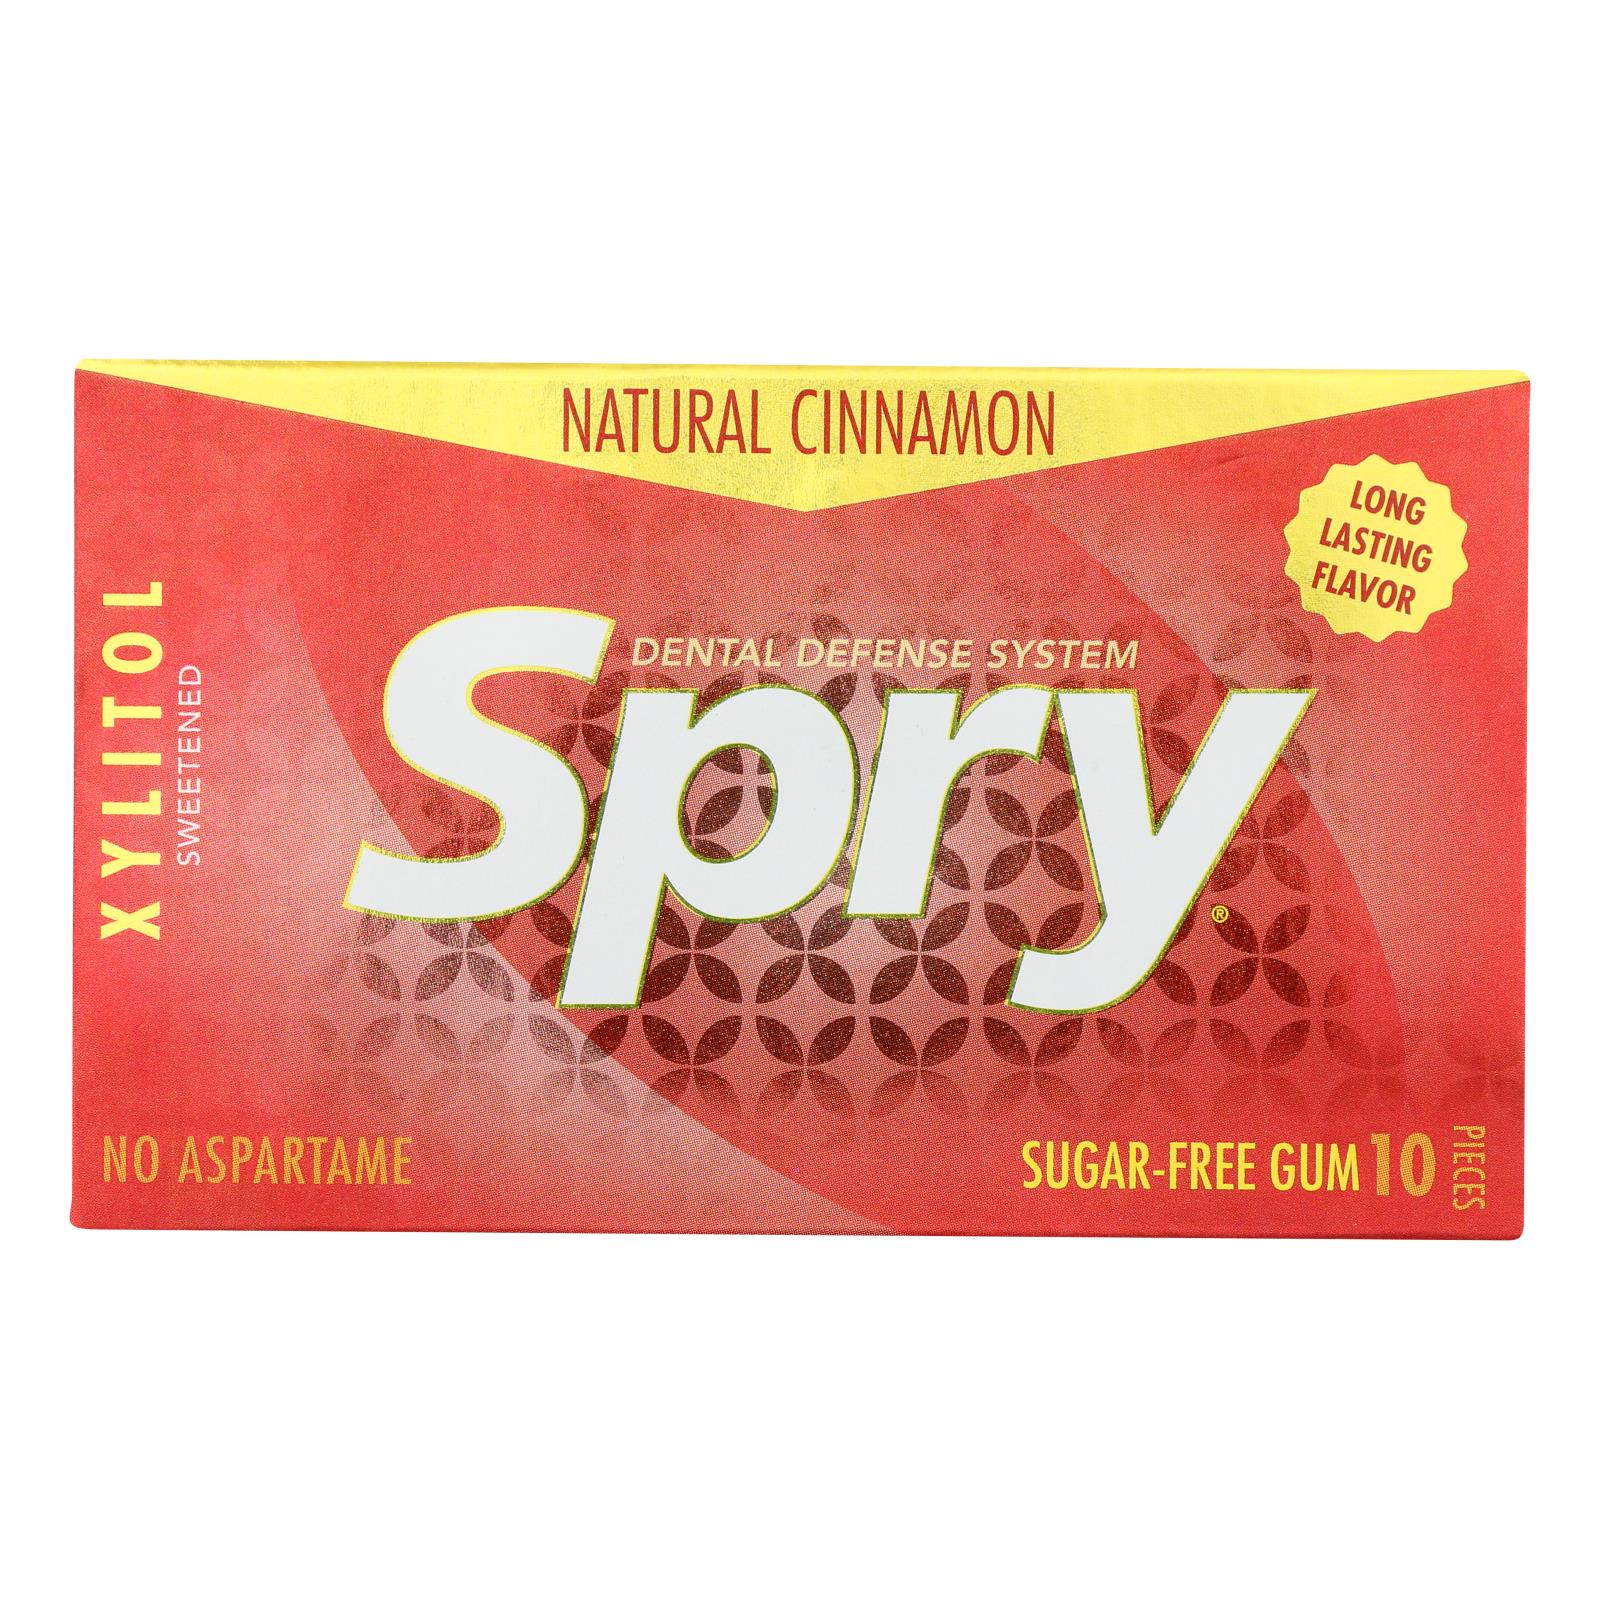 NATURAL CINNAMON
LONG
LASTING
FLAVOR
XYLITOL
SWEETENED
DENTAL DEFENSE SYSTEM
Spry®
NO ASPARTAME
SUGAR-FREE GUM 10 PIECES